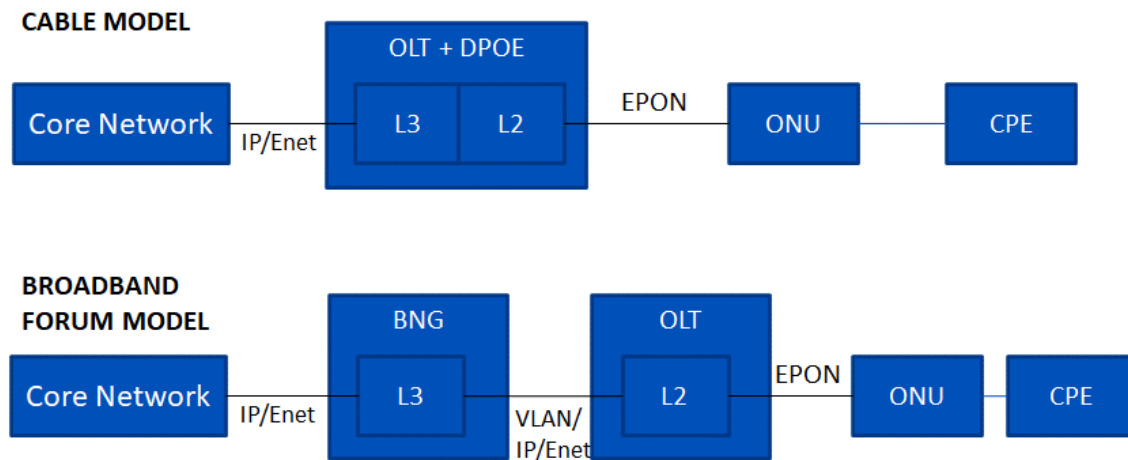 CABLE MODEL
OLT + DPOE
Core Network
IP/Enet
L3
L2
EPON
ONU
CPE
BROADBAND
FORUM MODEL
BNG
OLT
Core Network
IP/Enet
L3
VLAN/
IP/Enet
L2
EPON
ONU
CPE